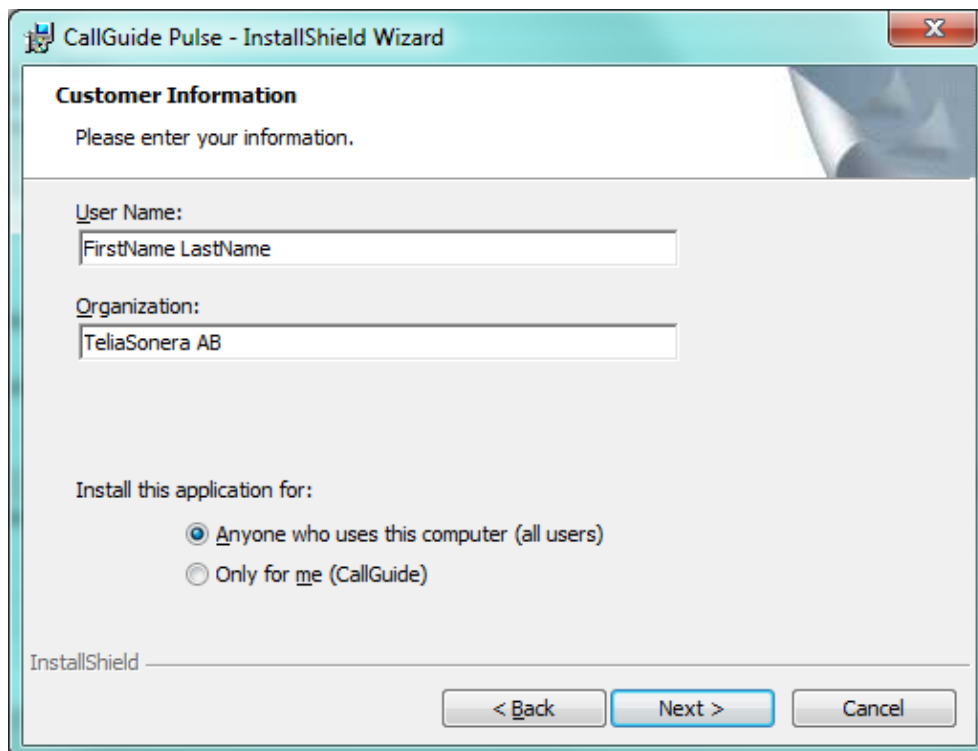 CallGuide Pulse - InstallShield Wizard
Customer Information
Please enter your information.
User Name:
FirstName LastName
Organization:
TeliaSonera AB
Install this application for:
Anyone who uses this computer (all users)
Only for me (CallGuide)
InstallShield
< Back Next > Cancel